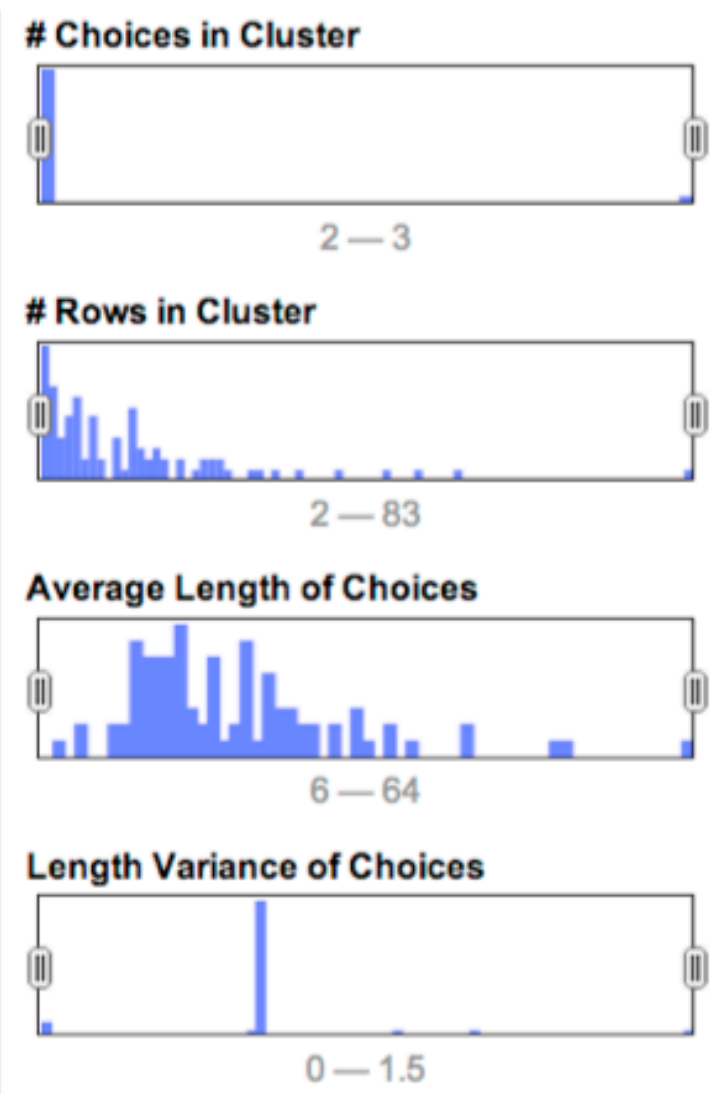 # Choices in Cluster
2 — 3
# Rows in Cluster
2 — 83
Average Length of Choices
6 — 64
Length Variance of Choices
0 — 1.5